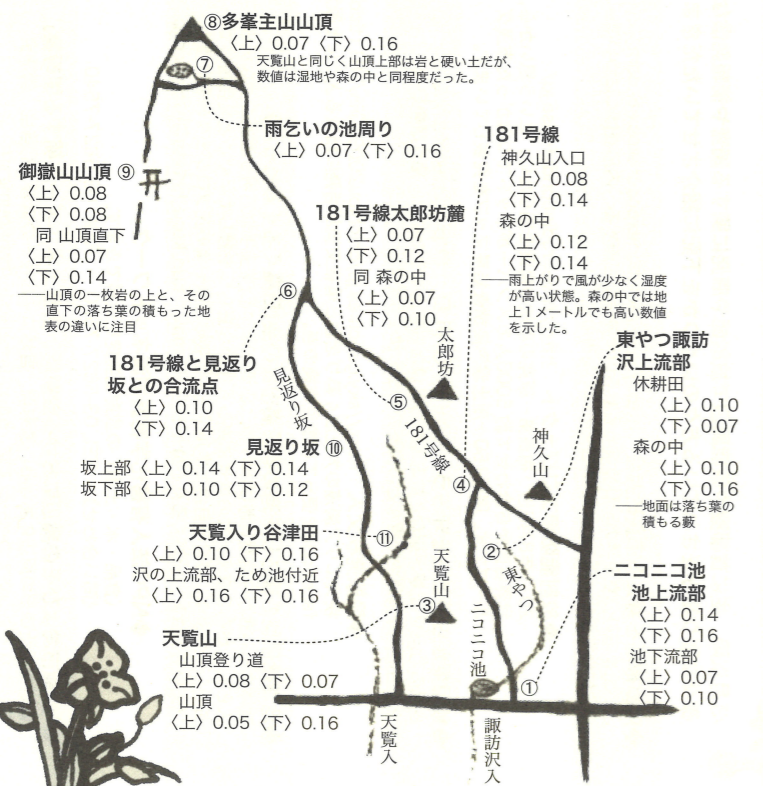 ⑧多峯主山山頂
〈上〉0.07〈下〉0.16
天覧山と同じく山頂上部は岩と硬い土だが、
数値は湿地や森の中と同程度だった。
⑦
雨乞いの池周り
〈上〉0.07〈下〉0.16
御嶽山山頂 ⑨
〈上〉0.08
〈下〉0.08
同 山頂直下
〈上〉0.07
〈下〉0.14
――山頂の一枚岩の上と、その
直下の落ち葉の積もった地
表の違いに注目
181号線
神久山入口
〈上〉0.08
〈下〉0.14
森の中
〈上〉0.12
〈下〉0.14
――雨上がりで風が少なく湿度
が高い状態。森の中では地
上1メートルでも高い数値
を示した。
181号線太郎坊麓
〈上〉0.07
〈下〉0.12
同 森の中
〈上〉0.07
〈下〉0.10
⑥
181号線と見返り
坂との合流点
〈上〉0.10
〈下〉0.14
見返り坂
太郎坊
⑤
181号線
神久山
④
東やつ諏訪
沢上流部
休耕田
〈上〉0.10
〈下〉0.07
森の中
〈上〉0.10
〈下〉0.16
――地面は落ち葉の
積もる藪
見返り坂 ⑩
坂上部〈上〉0.14〈下〉0.14
坂下部〈上〉0.10〈下〉0.12
天覧入り谷津田
〈上〉0.10〈下〉0.16
沢の上流部、ため池付近
〈上〉0.16〈下〉0.16
⑪
天覧山
③
②
東やつ
ニコニコ池
①
ニコニコ池
池上流部
〈上〉0.14
〈下〉0.16
池下流部
〈上〉0.07
〈下〉0.10
天覧山
山頂登り道
〈上〉0.08〈下〉0.07
山頂
〈上〉0.05〈下〉0.16
天覧入
諏訪沢入